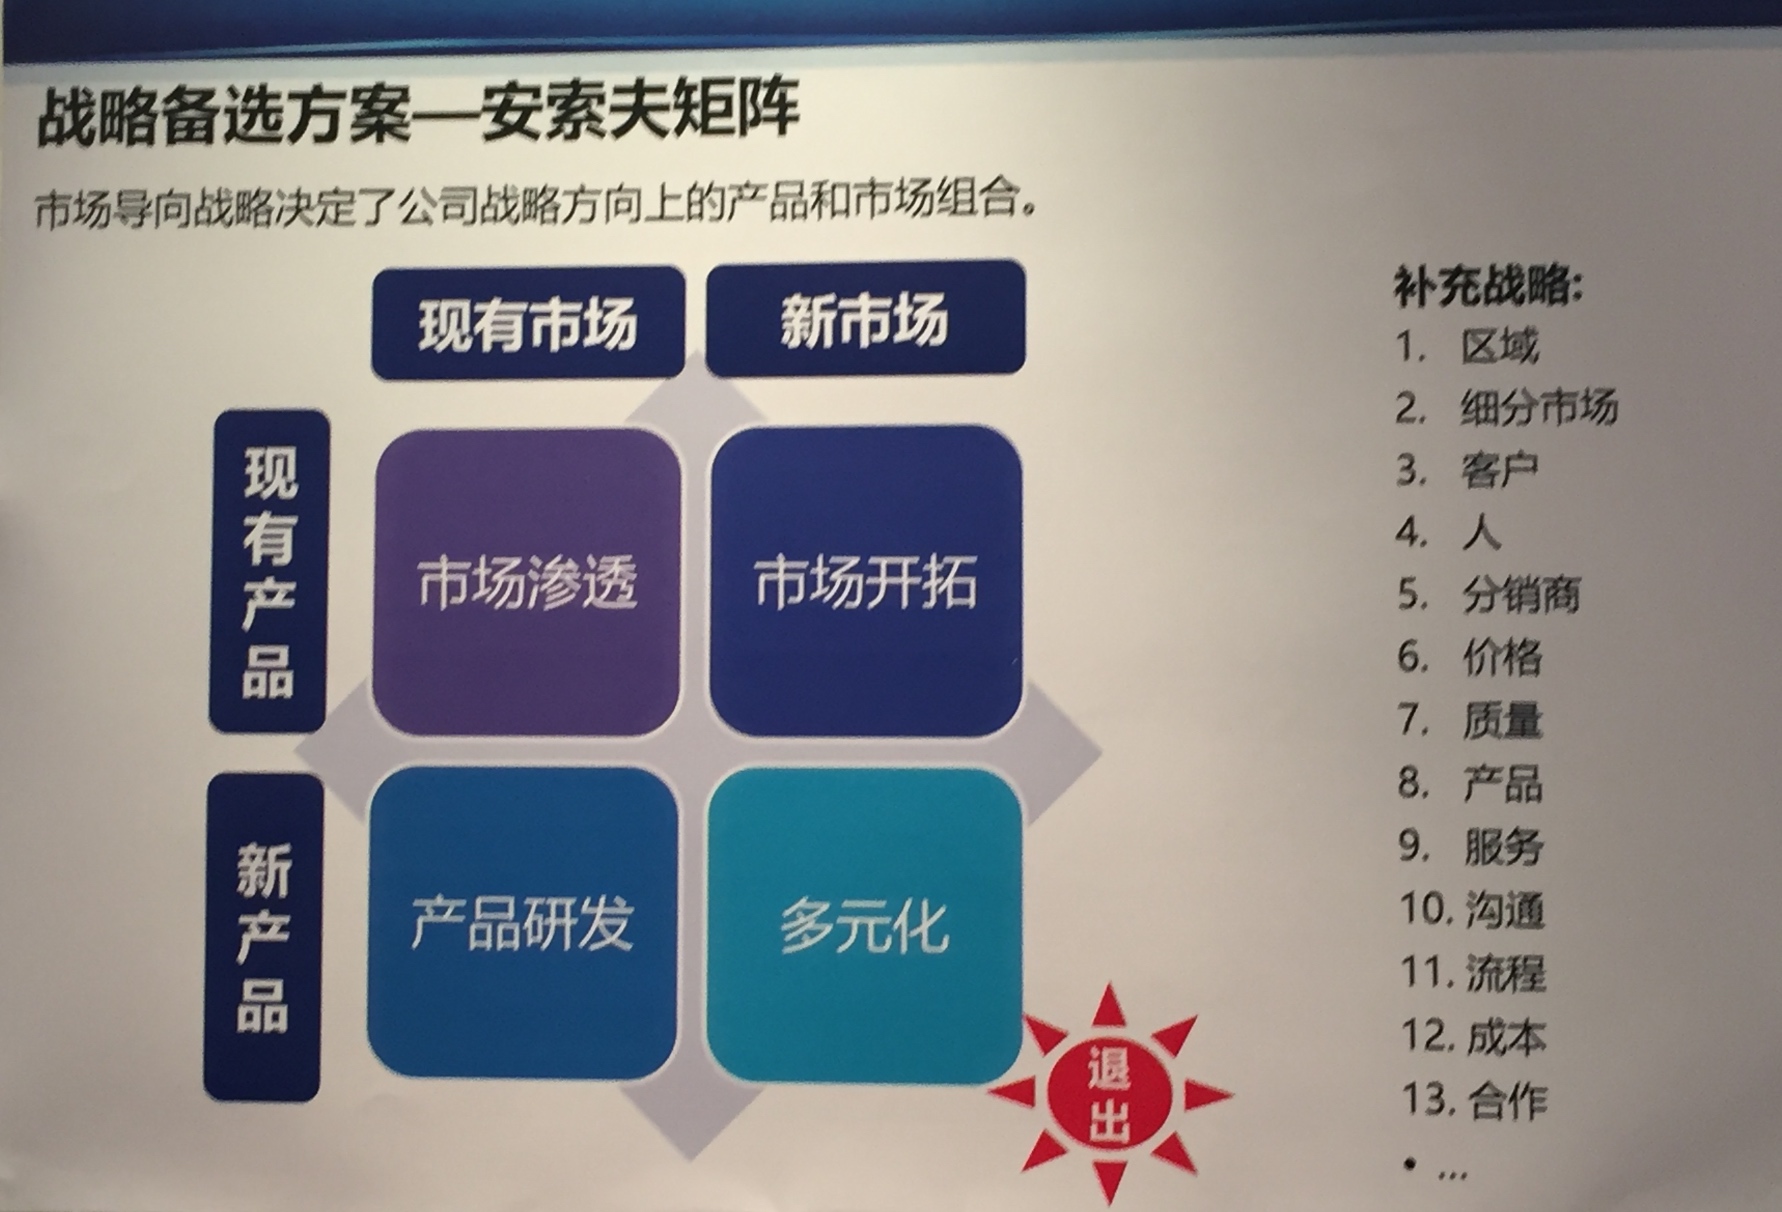 战略备选方案—安索夫矩阵
市场导向战略决定了公司战略方向上的产品和市场组合。
现有市场
新市场
现有产品
市场渗透
市场开拓
新产品
产品研发
多元化
退出
补充战略:
1. 区域
2. 细分市场
3. 客户
4. 人
5. 分销商
6. 价格
7. 质量
8. 产品
9. 服务
10. 沟通
11. 流程
12. 成本
13. 合作
• ...